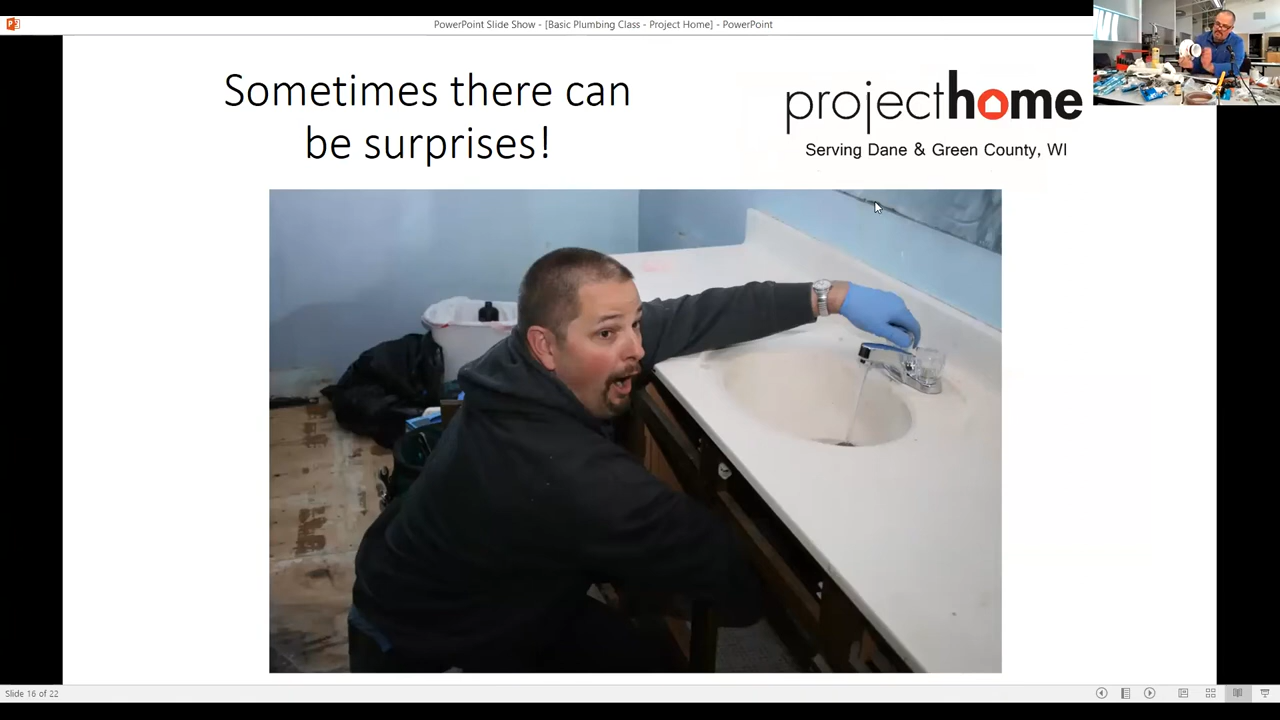 PowerPoint Slide Show - [Basic Plumbing Class - Project Home] - PowerPoint
Sometimes there can
be surprises!
projecthome
Serving Dane & Green County, WI
Slide 16 of 22